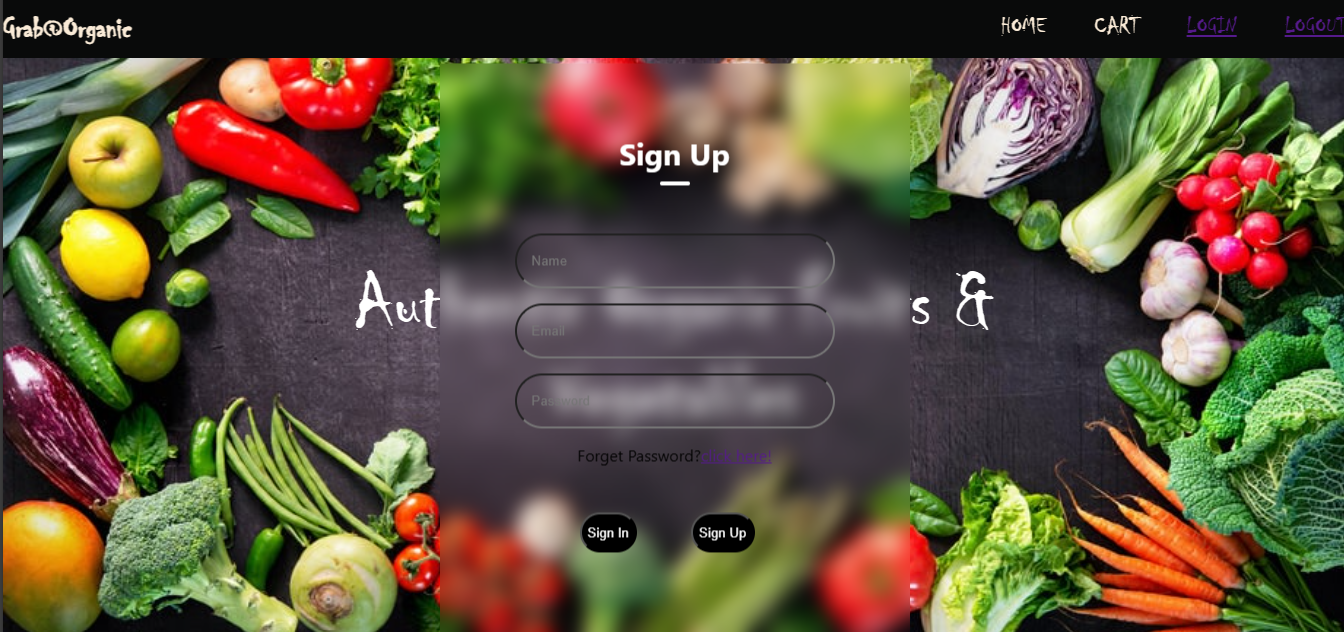 Grab@Organic
HOME CART LOGIN LOGOUT
Sign Up
Name
Aut s &
Email
Password
Forget Password?click here!
Sign In Sign Up